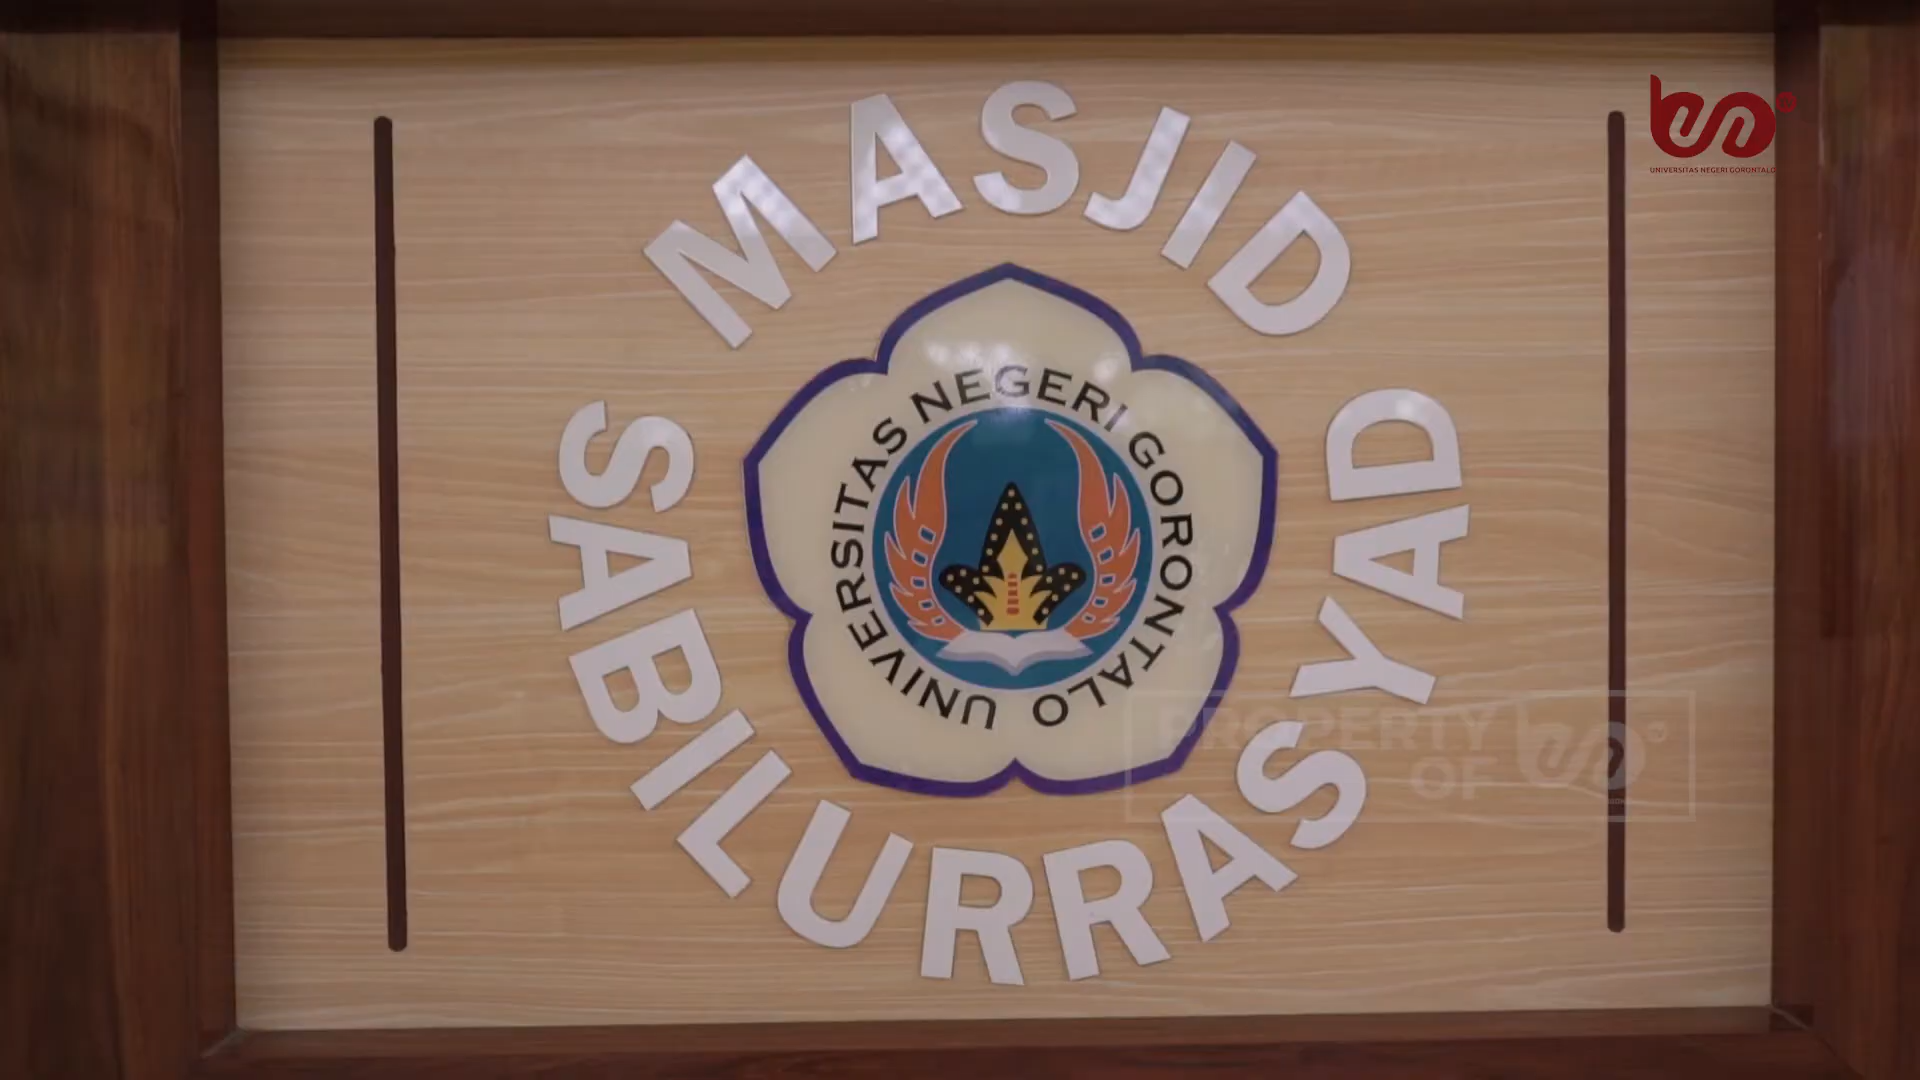 MASJID
SABILURRASYAD
UNIVERSITAS NEGERI GORONTALO
UNIVERSITAS NEGERI GORONTALO
PROPERTY
OF